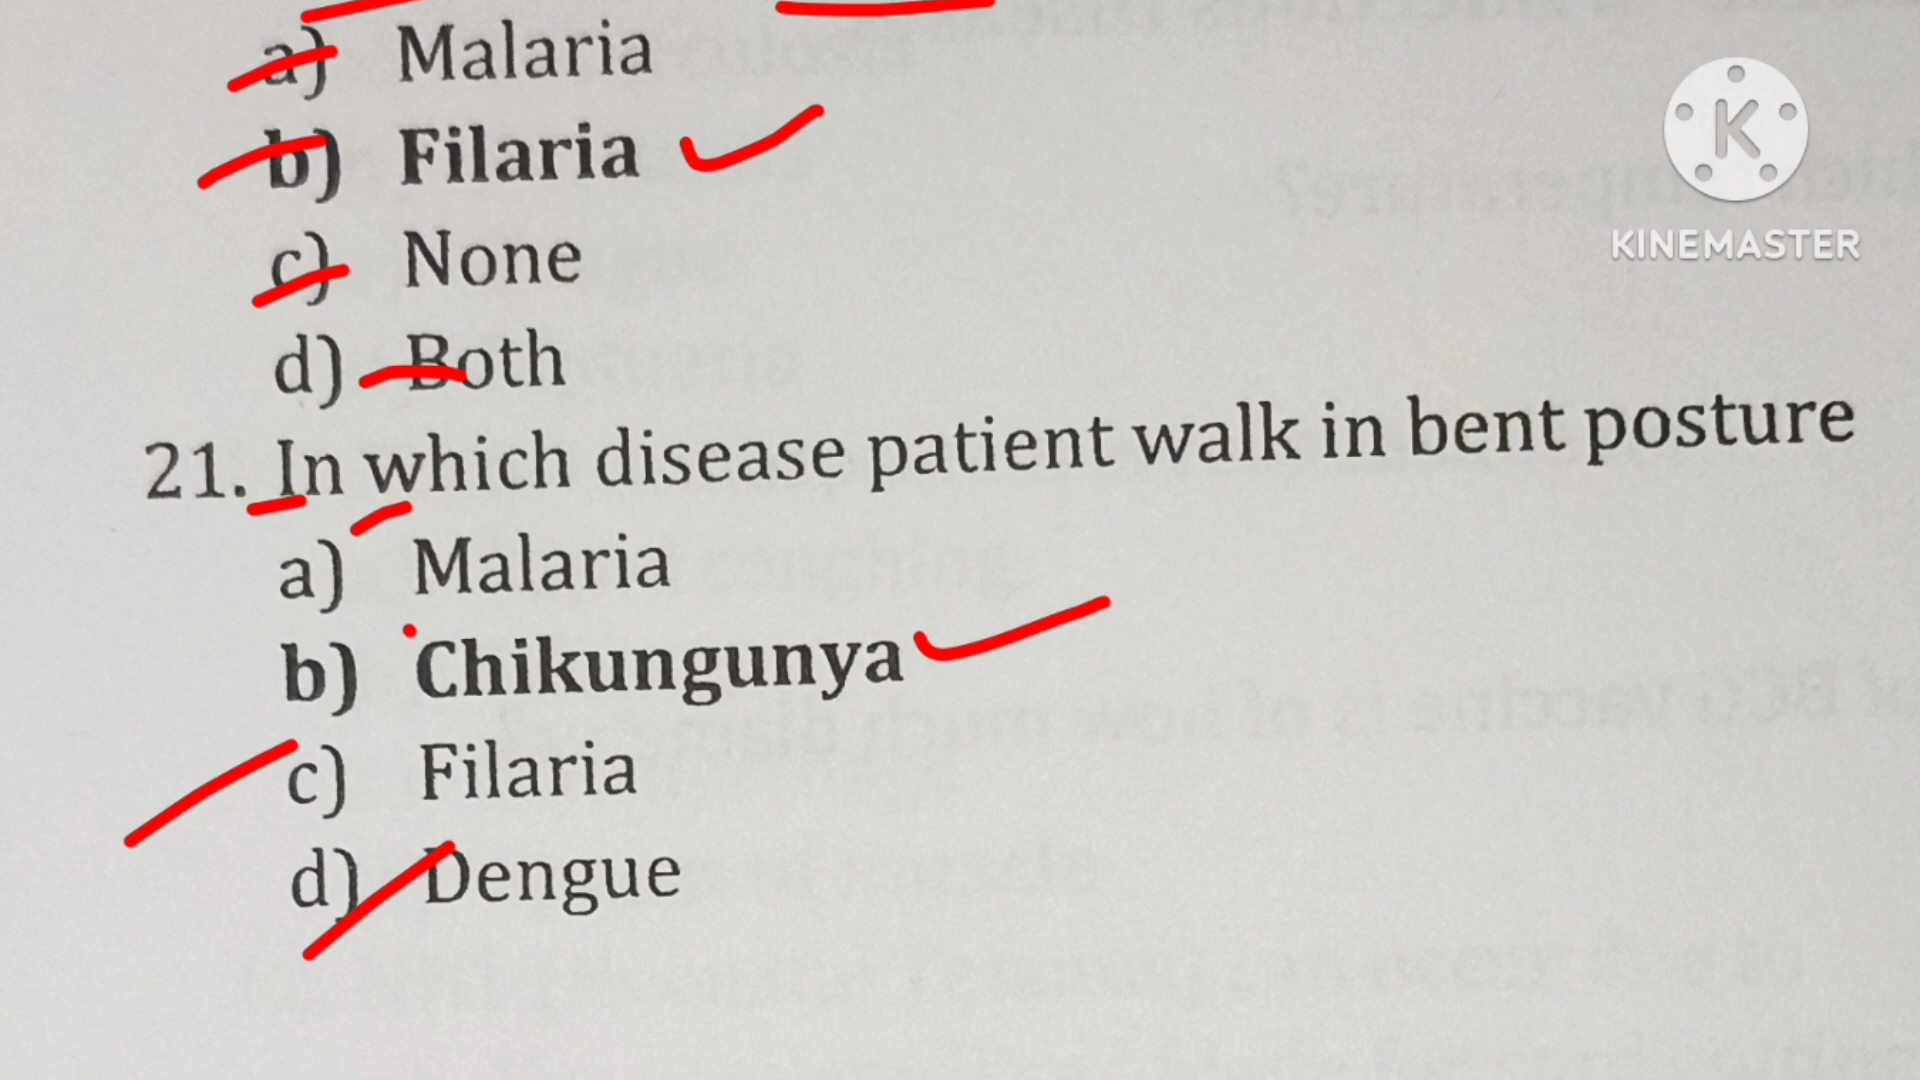 a) Malaria
b) Filaria
c) None
d) Both
21. In which disease patient walk in bent posture
a) Malaria
b) Chikungunya
c) Filaria
d) Dengue
K
KINEMASTER